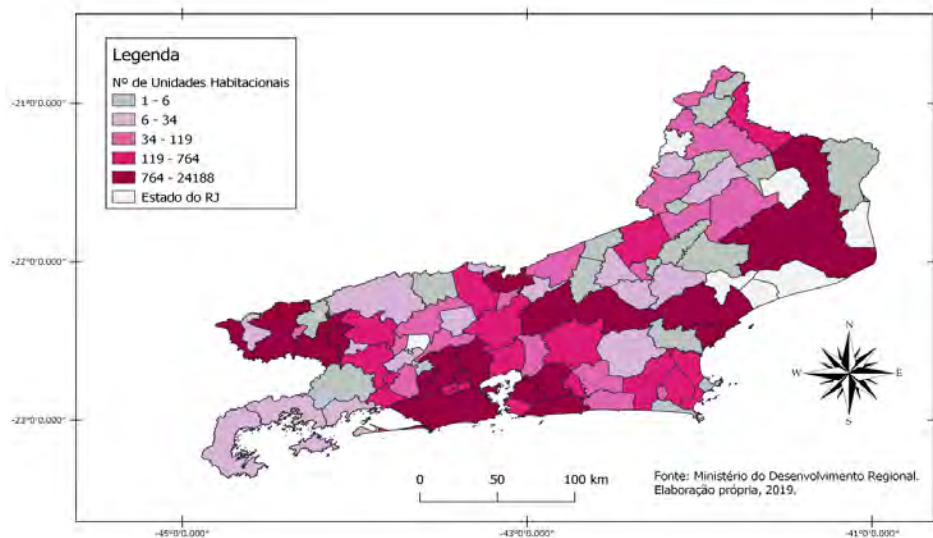 Legenda
Nº de Unidades Habitacionais
1 - 6
6 - 34
34 - 119
119 - 764
764 - 24188
Estado do RJ
-21°0'0.000"
-22°0'0.000"
-23°0'0.000"
N
W
E
S
0 50 100 km
Fonte: Ministério do Desenvolvimento Regional.
Elaboração própria, 2019.
-45°0'0.000"
-43°0'0.000"
-41°0'0.000"